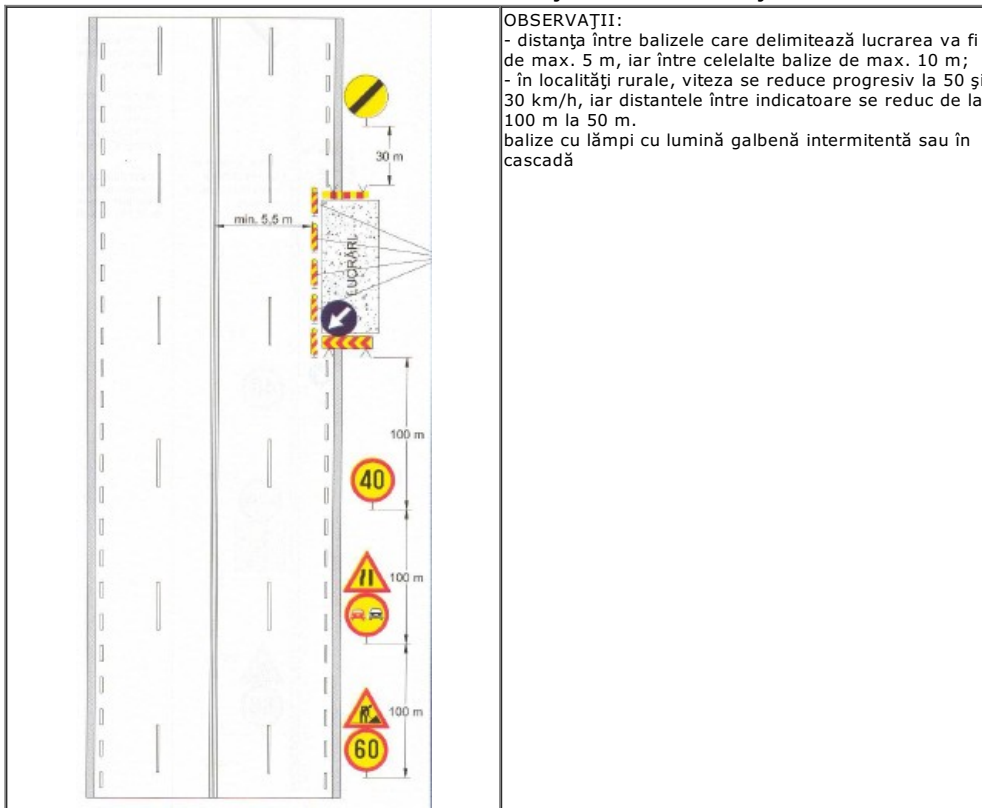 OBSERVAŢII:
- distanţa între balizele care delimitează lucrarea va fi
de max. 5 m, iar între celelalte balize de max. 10 m;
- în localităţi rurale, viteza se reduce progresiv la 50 şi
30 km/h, iar distantele între indicatoare se reduc de la
100 m la 50 m.
balize cu lămpi cu lumină galbenă intermitentă sau în
cascadă
30 m
min. 5,5 m
LUCRĂRI
100 m
40
100 m
100 m
60